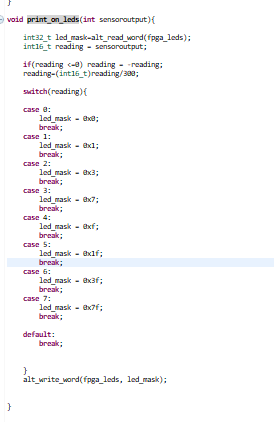 }
void print_on_leds(int sensoroutput){
int32_t led_mask=alt_read_word(fpga_leds);
int16_t reading = sensoroutput;
if(reading <=0) reading = -reading;
reading=(int16_t)reading/300;
switch(reading){
case 0:
led_mask = 0x0;
break;
case 1:
led_mask = 0x1;
break;
case 2:
led_mask = 0x3;
break;
case 3:
led_mask = 0x7;
break;
case 4:
led_mask = 0xf;
break;
case 5:
led_mask = 0x1f;
break;
case 6:
led_mask = 0x3f;
break;
case 7:
led_mask = 0x7f;
break;
default:
break;
}
alt_write_word(fpga_leds, led_mask);
}